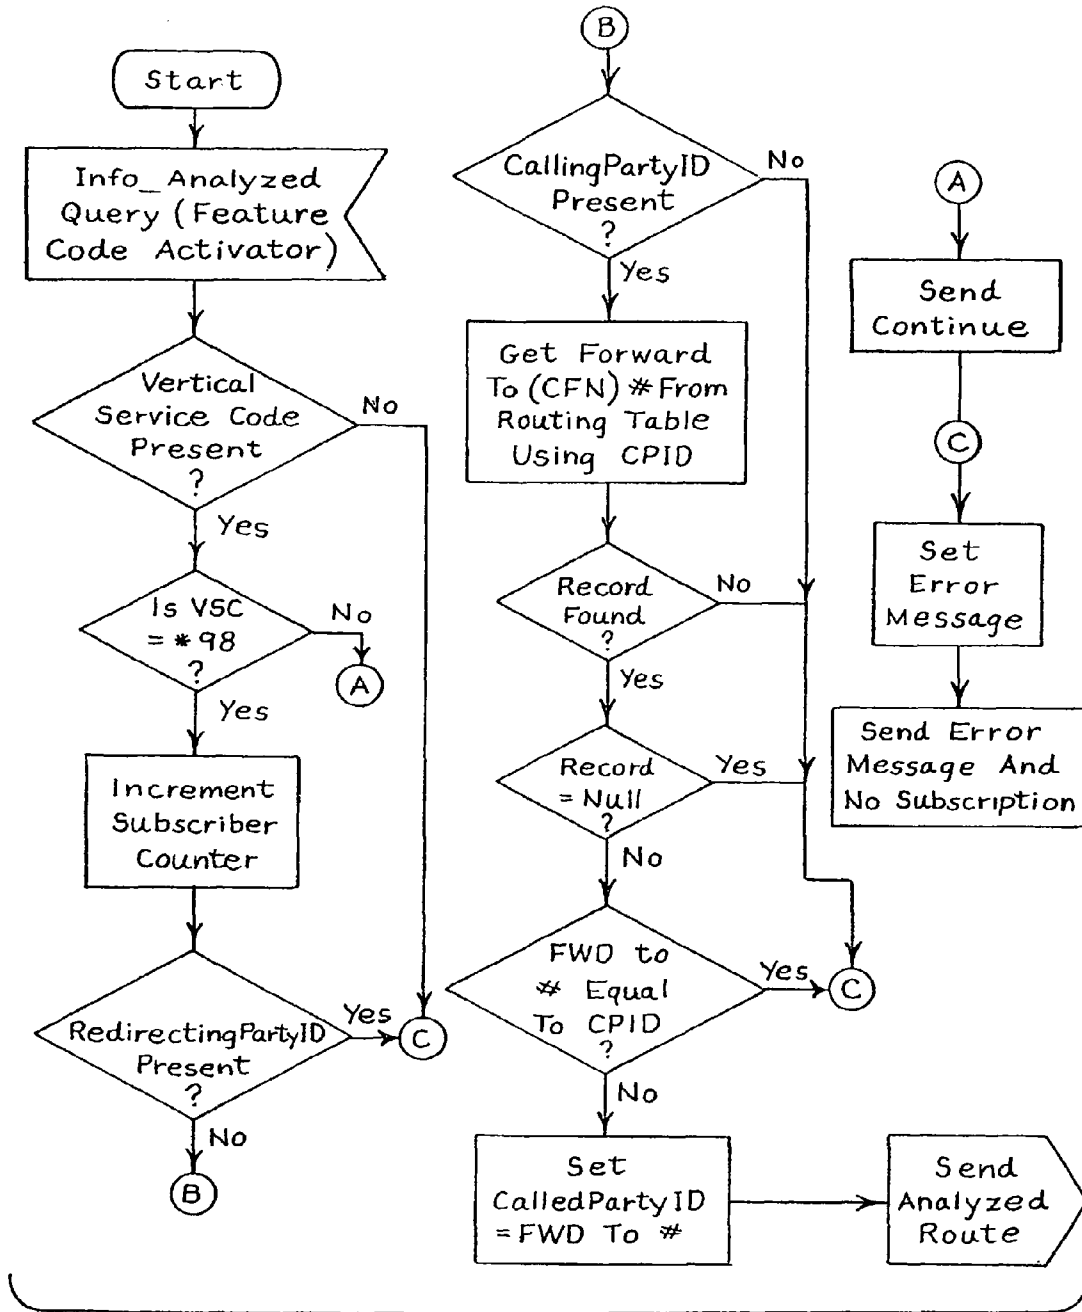 Start
Info_Analyzed
Query (Feature
Code Activator)
Vertical
Service Code
Present
?
No
Yes
Is VSC
= *98
?
No
A
Yes
Increment
Subscriber
Counter
RedirectingPartyID
Present
?
Yes
C
No
B
B
CallingPartyID
Present
?
No
Yes
Get Forward
To (CFN) # From
Routing Table
Using CPID
Record
Found
?
No
Yes
Record
= Null
?
Yes
No
FWD to
# Equal
To CPID
?
Yes
C
No
Set
CalledPartyID
= FWD To #
Send
Analyzed
Route
A
Send
Continue
C
Set
Error
Message
Send Error
Message And
No Subscription